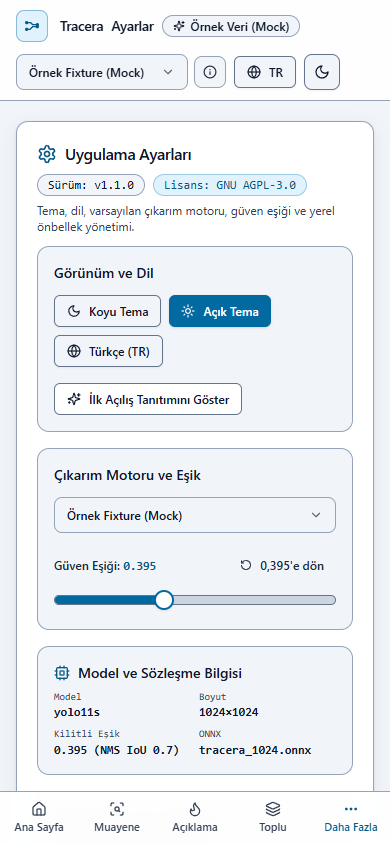 Tracera Ayarlar Örnek Veri (Mock)
Örnek Fixture (Mock) TR
Uygulama Ayarları
Sürüm: v1.1.0 Lisans: GNU AGPL-3.0
Tema, dil, varsayılan çıkarım motoru, güven eşiği ve yerel
önbellek yönetimi.
Görünüm ve Dil
Koyu Tema Açık Tema
Türkçe (TR)
İlk Açılış Tanıtımını Göster
Çıkarım Motoru ve Eşik
Örnek Fixture (Mock)
Güven Eşiği: 0.395 0,395'e dön
Model ve Sözleşme Bilgisi
Model Boyut
yolo11s 1024×1024
Kilitli Eşik ONNX
0.395 (NMS IoU 0.7) tracera_1024.onnx
Ana Sayfa Muayene Açıklama Toplu Daha Fazla